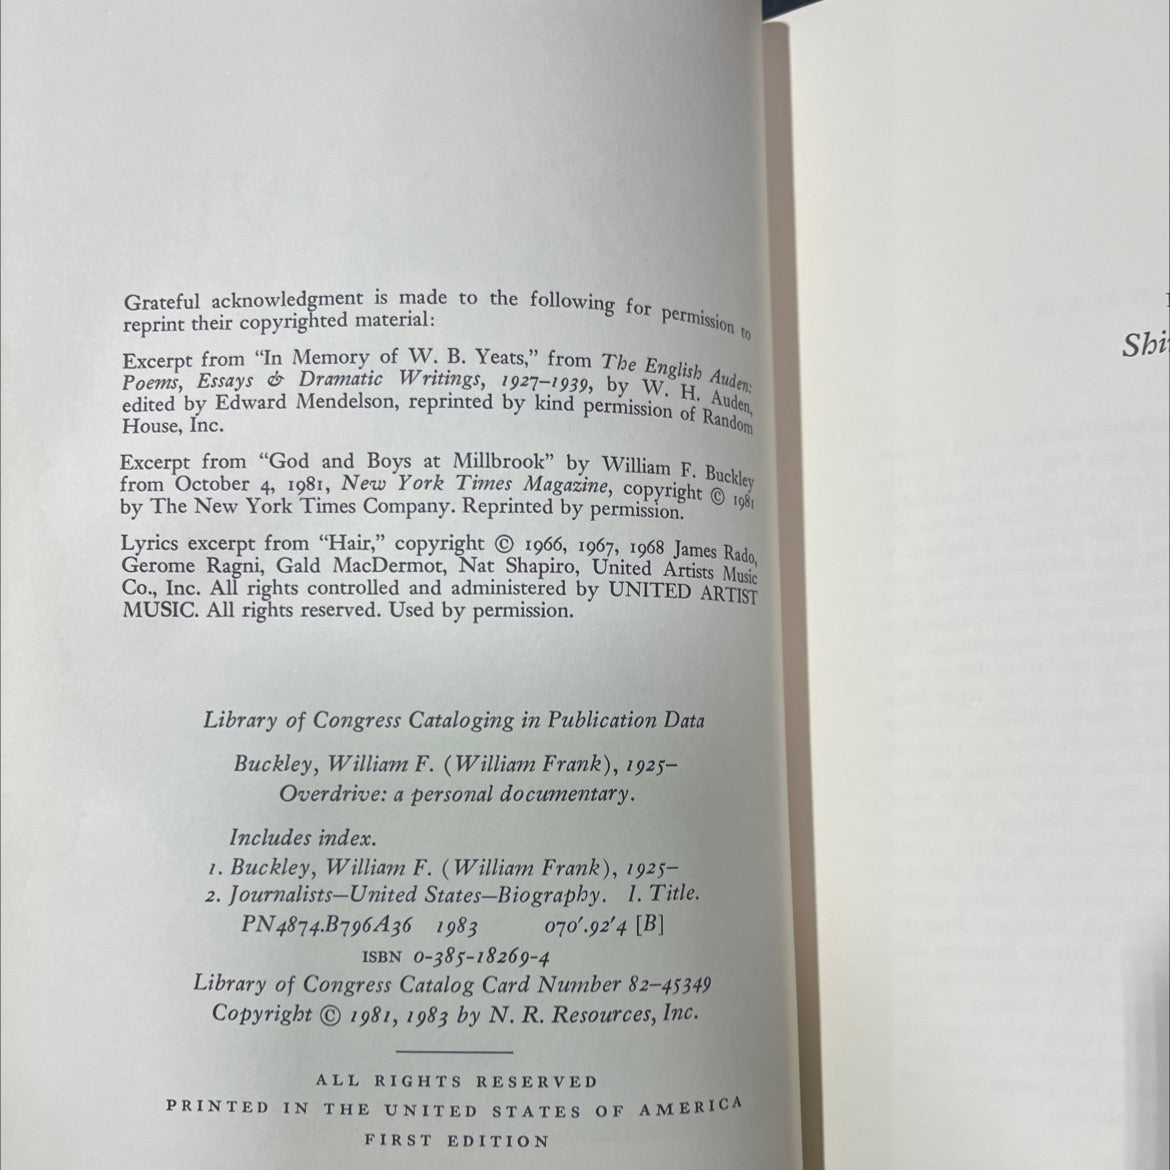 Grateful acknowledgment is made to the following for permission to
reprint their copyrighted material:
Excerpt from “In Memory of W. B. Yeats,” from The English Auden:
Poems, Essays & Dramatic Writings, 1927–1939, by W. H. Auden,
edited by Edward Mendelson, reprinted by kind permission of Random
House, Inc.
Excerpt from “God and Boys at Millbrook” by William F. Buckley
from October 4, 1981, New York Times Magazine, copyright © 1981
by The New York Times Company. Reprinted by permission.
Lyrics excerpt from “Hair,” copyright © 1966, 1967, 1968 James Rado,
Gerome Ragni, Gald MacDermot, Nat Shapiro, United Artists Music
Co., Inc. All rights controlled and administered by UNITED ARTIST
MUSIC. All rights reserved. Used by permission.
Library of Congress Cataloging in Publication Data
Buckley, William F. (William Frank), 1925–
Overdrive: a personal documentary.
Includes index.
1. Buckley, William F. (William Frank), 1925–
2. Journalists—United States—Biography. I. Title.
PN4874.B796A36 1983 070′.92′4 [B]
ISBN 0-385-18269-4
Library of Congress Catalog Card Number 82–45349
Copyright © 1981, 1983 by N. R. Resources, Inc.
ALL RIGHTS RESERVED
PRINTED IN THE UNITED STATES OF AMERICA
FIRST EDITION
Shi